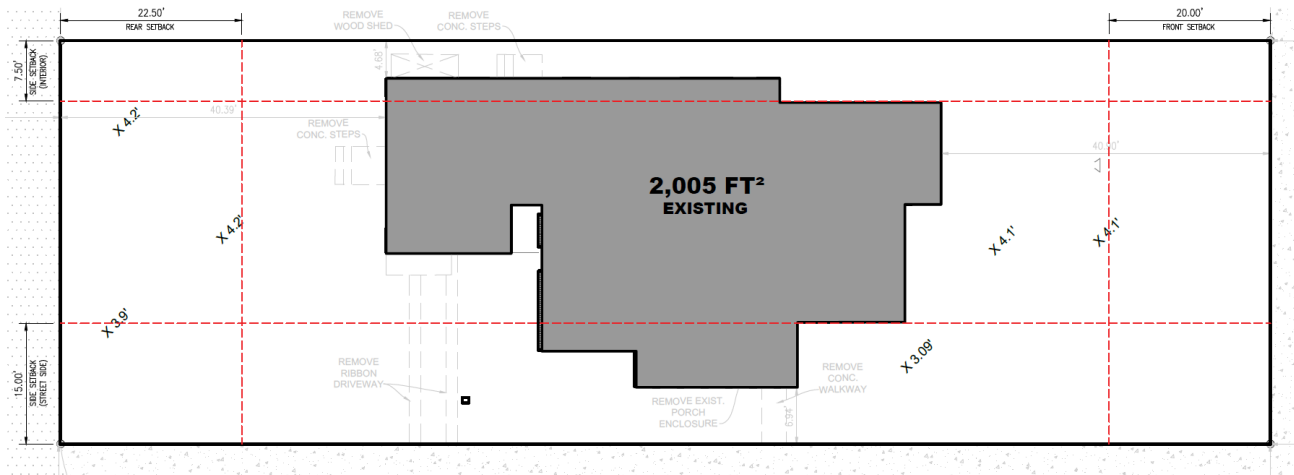 22.50'
REAR SETBACK
20.00'
FRONT SETBACK
REMOVE
WOOD SHED
REMOVE
CONC. STEPS
7.50'
SIDE SETBACK
(INTERIOR)
4.68'
40.39'
X 4.2'
REMOVE
CONC. STEPS
40.00'
2,005 FT²
EXISTING
X 4.2'
X 4.1'
X 4.1'
X 3.9'
X 3.09'
15.00'
SIDE SETBACK
(STREET SIDE)
REMOVE
RIBBON
DRIVEWAY
REMOVE EXIST.
PORCH
ENCLOSURE
6.94'
REMOVE
CONC.
WALKWAY